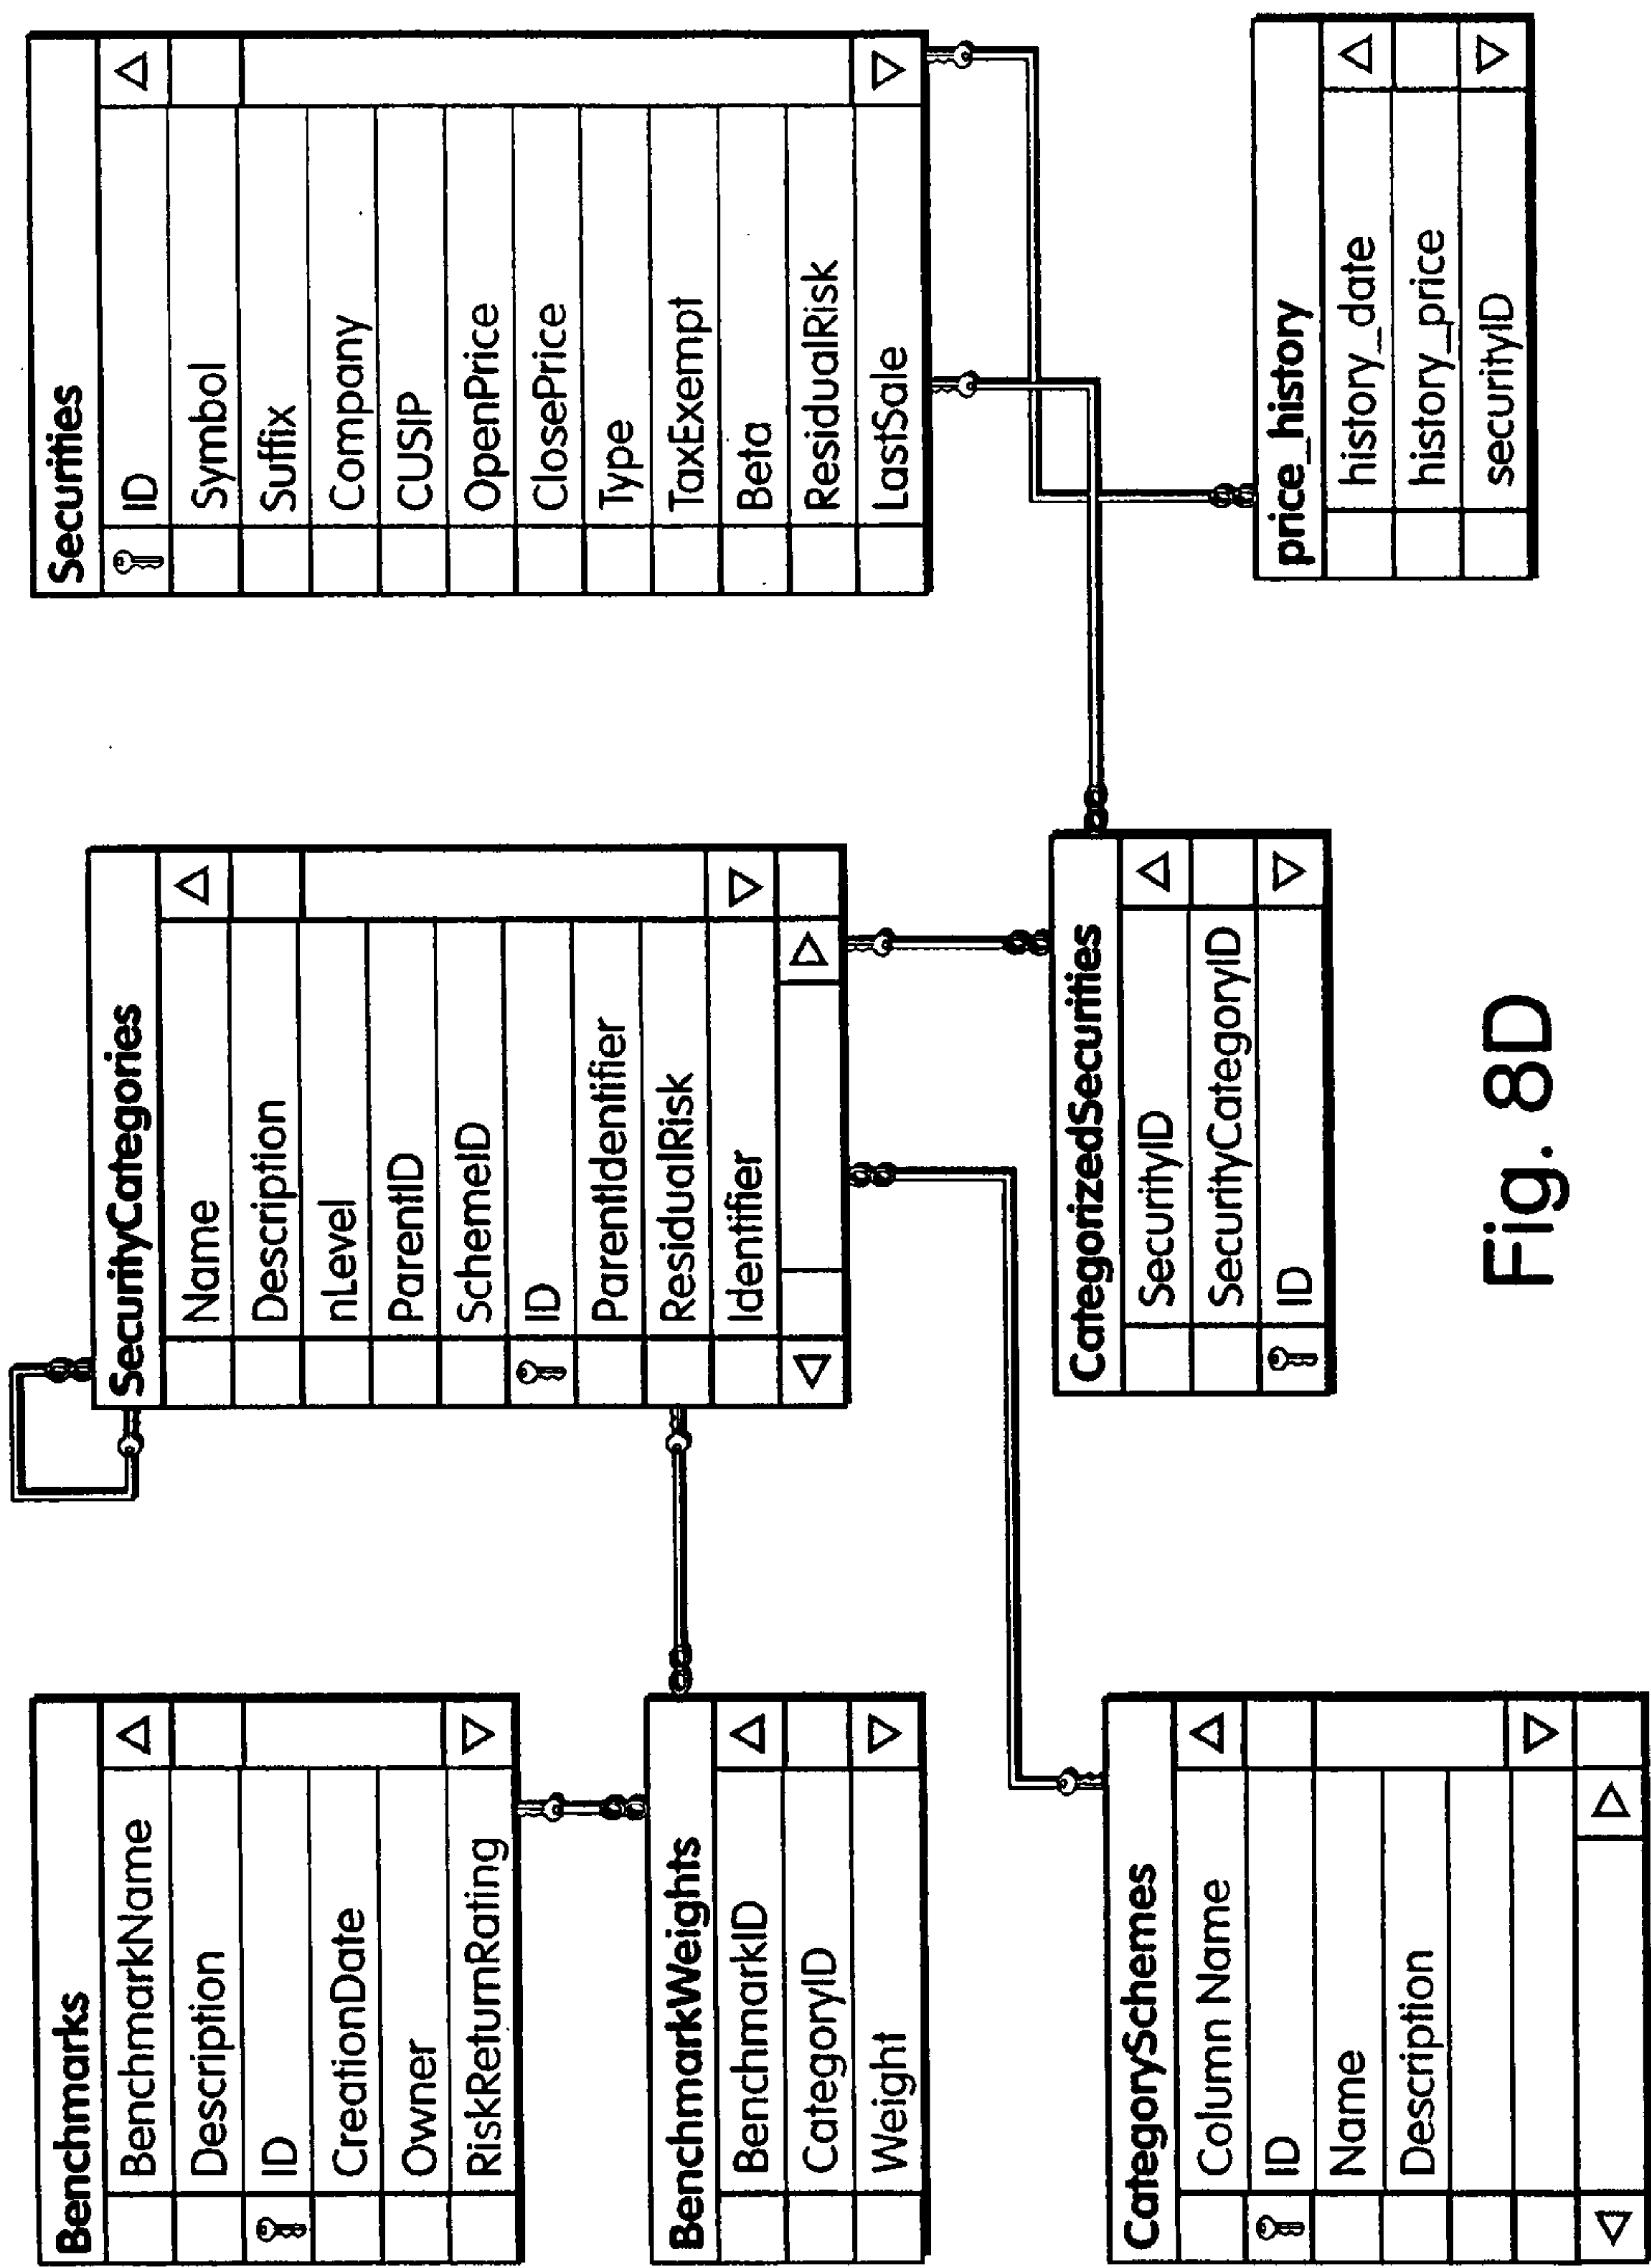 Benchmarks
BenchmarkName
Description
ID
CreationDate
Owner
RiskReturnRating
BenchmarkWeights
BenchmarkID
CategoryID
Weight
CategorySchemes
Column Name
ID
Name
Description
SecurityCategories
Name
Description
nLevel
ParentID
SchemeID
ID
ParentIdentifier
ResidualRisk
Identifier
CategorizedSecurities
SecurityID
SecurityCategoryID
ID
Securities
ID
Symbol
Suffix
Company
CUSIP
OpenPrice
ClosePrice
Type
TaxExempt
Beta
ResidualRisk
LastSale
price_history
history_date
history_price
securityID
Fig. 8D